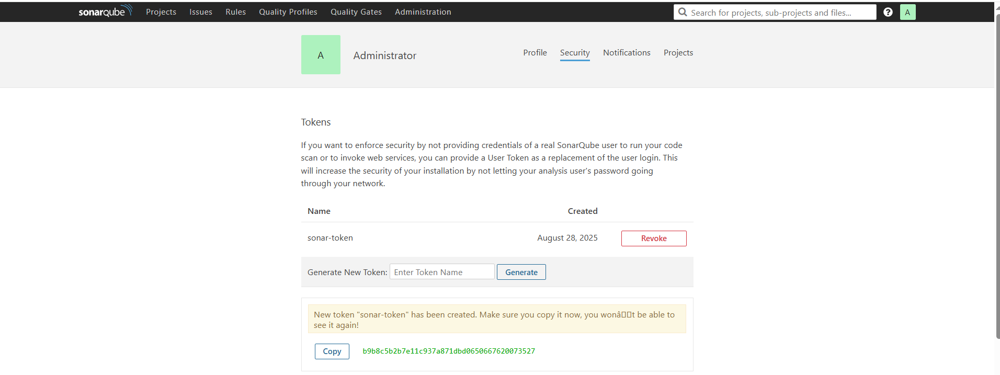 sonarqube Projects Issues Rules Quality Profiles Quality Gates Administration Search for projects, sub-projects and files... ? A
A Administrator Profile Security Notifications Projects
Tokens
If you want to enforce security by not providing credentials of a real SonarQube user to run your code
scan or to invoke web services, you can provide a User Token as a replacement of the user login. This
will increase the security of your installation by not letting your analysis user's password going
through your network.
Name Created
sonar-token August 28, 2025 Revoke
Generate New Token: Enter Token Name Generate
New token "sonar-token" has been created. Make sure you copy it now, you wonâ▯▯t be able to
see it again!
Copy b9b8c5b2b7e11c937a871dbd0650667620073527